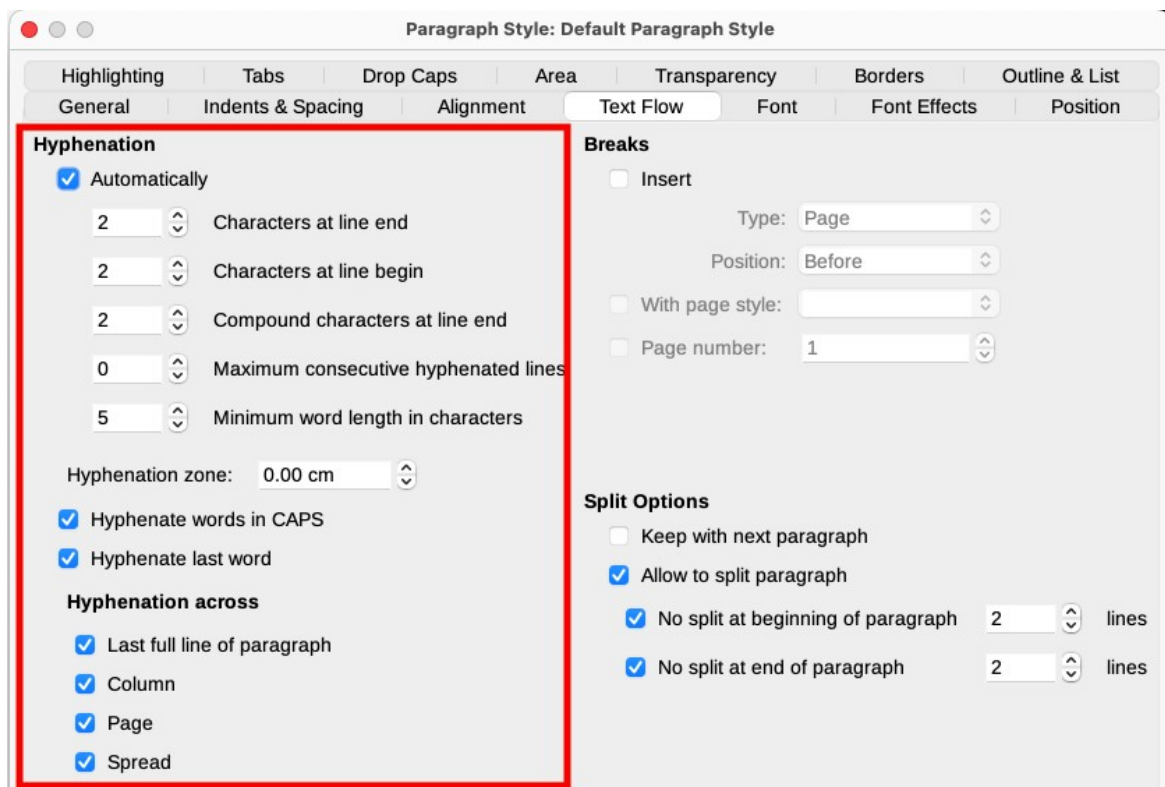 Paragraph Style: Default Paragraph Style
Highlighting Tabs Drop Caps Area Transparency Borders Outline & List
General Indents & Spacing Alignment Text Flow Font Font Effects Position
Hyphenation
Automatically
2 Characters at line end
2 Characters at line begin
2 Compound characters at line end
0 Maximum consecutive hyphenated lines
5 Minimum word length in characters
Hyphenation zone: 0.00 cm
Hyphenate words in CAPS
Hyphenate last word
Hyphenation across
Last full line of paragraph
Column
Page
Spread
Breaks
Insert
Type: Page
Position: Before
With page style:
Page number: 1
Split Options
Keep with next paragraph
Allow to split paragraph
No split at beginning of paragraph 2 lines
No split at end of paragraph 2 lines